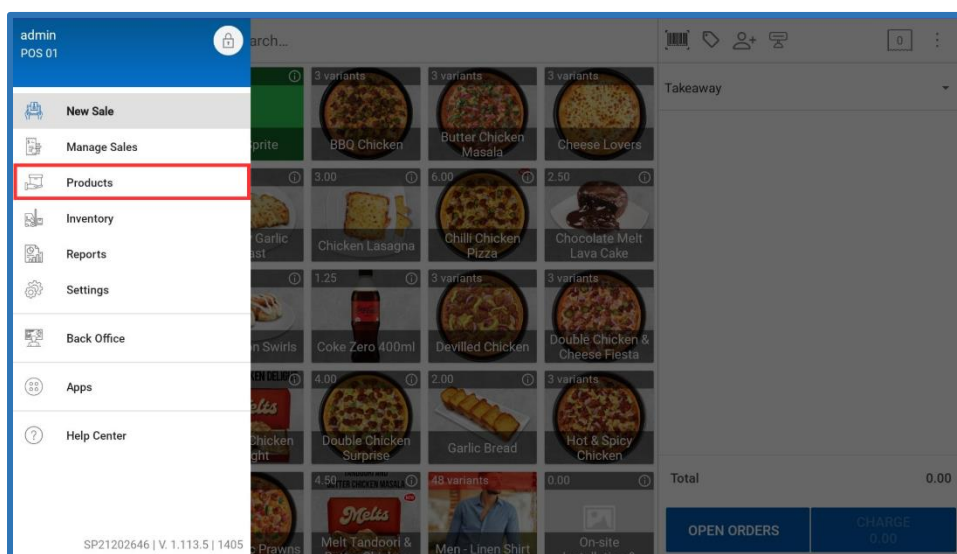 admin
POS 01
New Sale
Manage Sales
Products
Inventory
Reports
Settings
Back Office
Apps
Help Center
SP21202646 | V. 1.113.5 | 1405
arch...
3 variants
3 variants
3 variants
prite
BBQ Chicken
Butter Chicken
Masala
Cheese Lovers
3.00
6.00
2.50
Garlic
ast
Chicken Lasagna
Chilli Chicken
Pizza
Chocolate Melt
Lava Cake
1.25
3 variants
3 variants
n Swirls
Coke Zero 400ml
Devilled Chicken
Double Chicken &
Cheese Fiesta
4.00
2.00
3 variants
elts
Chicken
ght
Double Chicken
Surprise
Garlic Bread
Hot & Spicy
Chicken
4.50
48 variants
0.00
Melts
Prawns
Melt Tandoori &
Men - Linen Shirt
On-site
0
Takeaway
Total 0.00
OPEN ORDERS
CHARGE
0.00